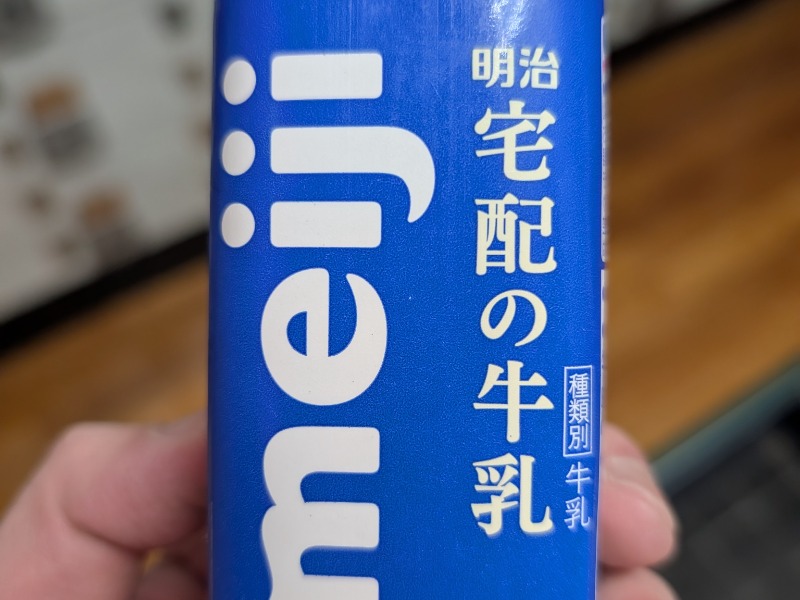 meiji
明治
宅配の牛乳
種類別 牛乳